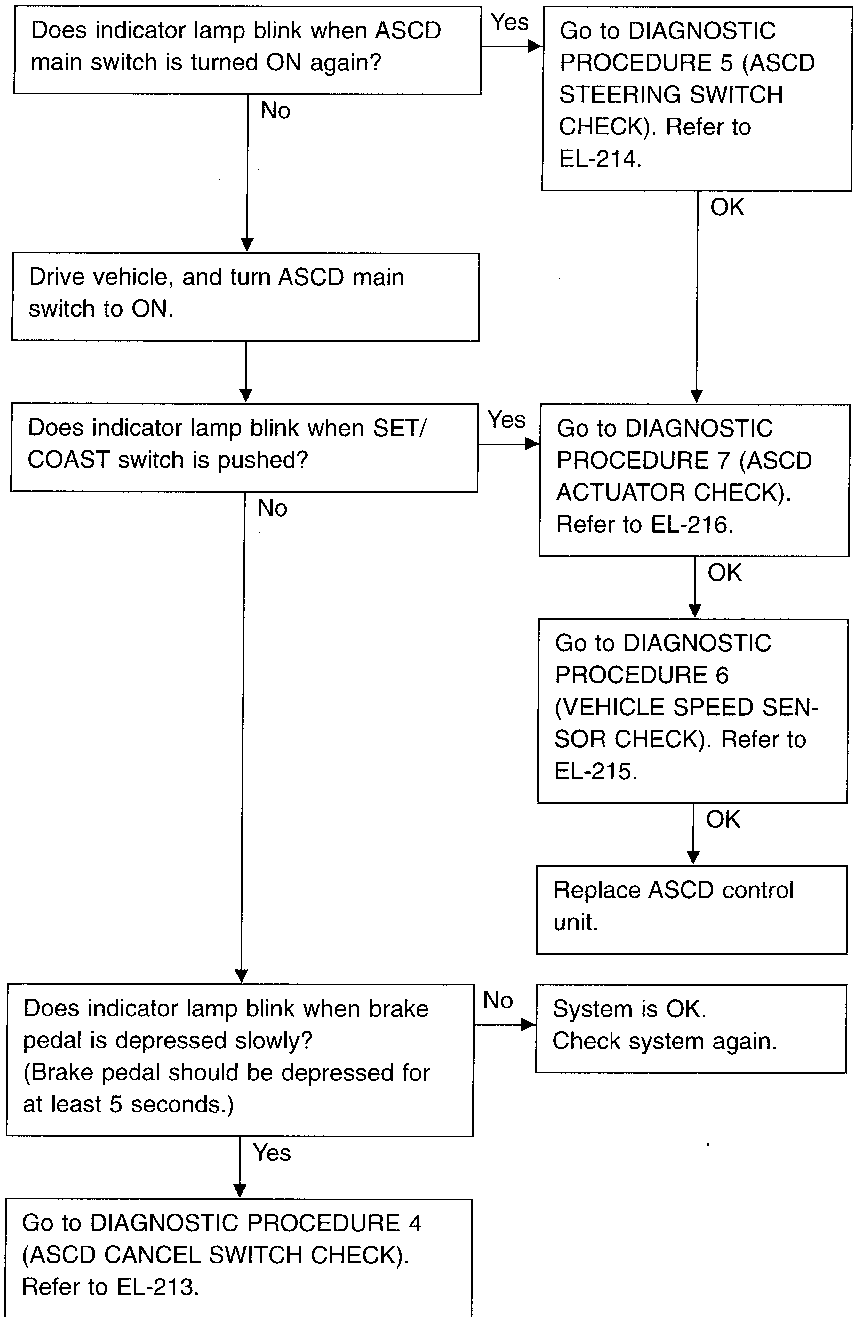 Does indicator lamp blink when ASCD
main switch is turned ON again?
Yes
Go to DIAGNOSTIC
PROCEDURE 5 (ASCD
STEERING SWITCH
CHECK). Refer to
EL-214.
No
OK
Drive vehicle, and turn ASCD main
switch to ON.
Does indicator lamp blink when SET/
COAST switch is pushed?
Yes
Go to DIAGNOSTIC
PROCEDURE 7 (ASCD
ACTUATOR CHECK).
Refer to EL-216.
No
OK
Go to DIAGNOSTIC
PROCEDURE 6
(VEHICLE SPEED SEN-
SOR CHECK). Refer to
EL-215.
OK
Replace ASCD control
unit.
Does indicator lamp blink when brake
pedal is depressed slowly?
(Brake pedal should be depressed for
at least 5 seconds.)
No
System is OK.
Check system again.
Yes
Go to DIAGNOSTIC PROCEDURE 4
(ASCD CANCEL SWITCH CHECK).
Refer to EL-213.